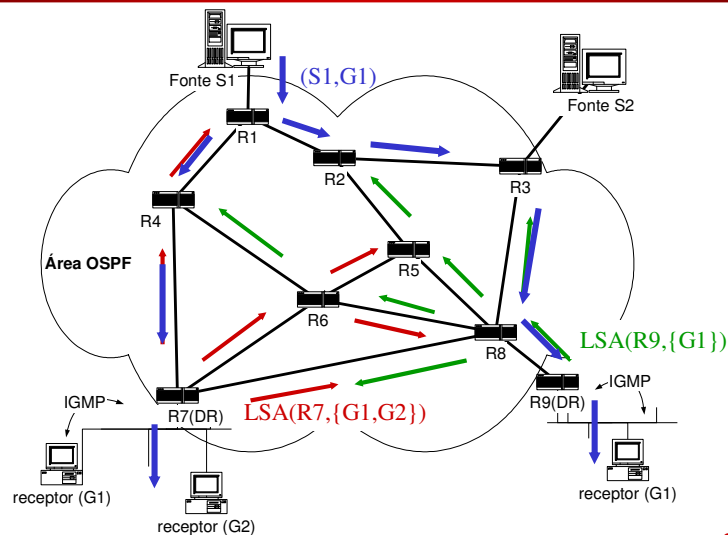 Fonte S1
(S1,G1)
Fonte S2
R1
R2
R3
R4
Área OSPF
R5
R6
R8
LSA(R9,{G1})
IGMP
R7(DR)
LSA(R7,{G1,G2})
R9(DR)
IGMP
receptor (G1)
receptor (G2)
receptor (G1)